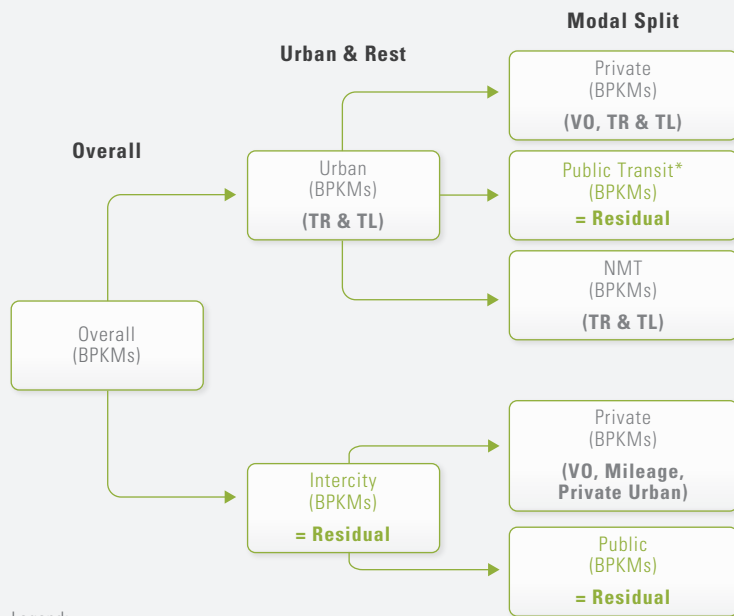 Modal Split
Urban & Rest
Overall
Private
(BPKMs)
(VO, TR & TL)
Urban
(BPKMs)
(TR & TL)
Public Transit*
(BPKMs)
= Residual
NMT
(BPKMs)
(TR & TL)
Overall
(BPKMs)
Private
(BPKMs)
(VO, Mileage,
Private Urban)
Intercity
(BPKMs)
= Residual
Public
(BPKMs)
= Residual